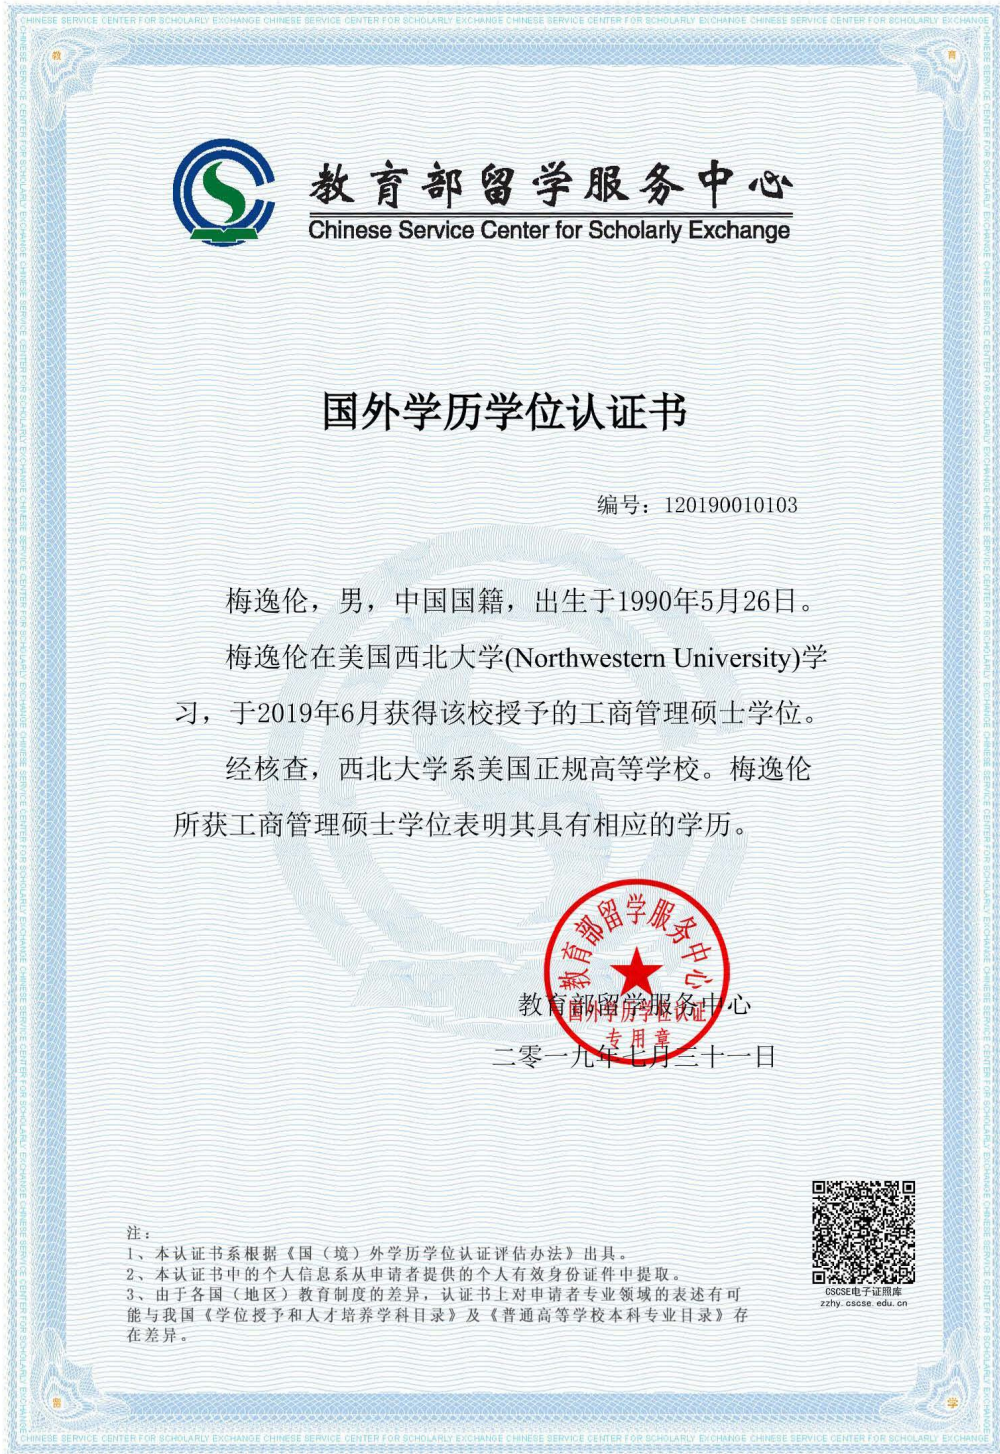 教育部留学服务中心
Chinese Service Center for Scholarly Exchange
国外学历学位认证书
编号：120190010103
梅逸伦，男，中国国籍，出生于1990年5月26日。
梅逸伦在美国西北大学(Northwestern University)学
习，于2019年6月获得该校授予的工商管理硕士学位。
经核查，西北大学系美国正规高等学校。梅逸伦
所获工商管理硕士学位表明其具有相应的学历。
教育部留学服务中心
国外学历学位认证
专用章
教育部留学服务中心
二零一九年七月三十一日
注：
1、本认证书系根据《国（境）外学历学位认证评估办法》出具。
2、本认证书中的个人信息系从申请者提供的个人有效身份证件中提取。
3、由于各国（地区）教育制度的差异，认证书上对申请者专业领域的表述有可
能与我国《学位授予和人才培养学科目录》及《普通高等学校本科专业目录》存
在差异。
CSCSE电子证照库
zzhy.cscse.edu.cn
CHINESE SERVICE CENTER FOR SCHOLARLY EXCHANGE
教
育
留
学